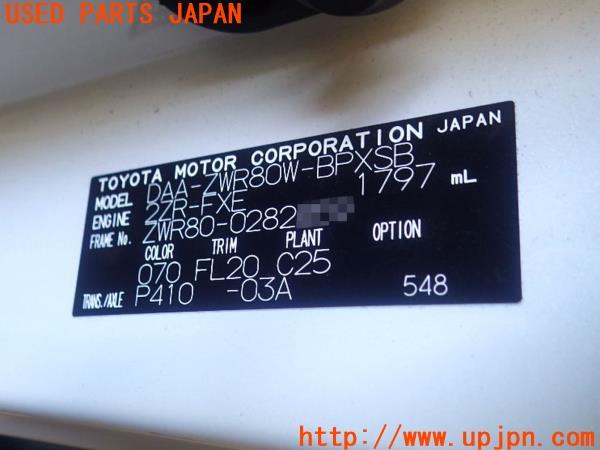 USED PARTS JAPAN
TOYOTA MOTOR CORPORATION JAPAN
MODEL DAA-ZWR80W-BPXSB
ENGINE 2ZR-FXE 1797 mL
FRAME No. ZWR80-0282
COLOR TRIM PLANT OPTION
070 FL20 C25
TRANS./AXLE P410 -03A 548
http://www.upjpn.com/